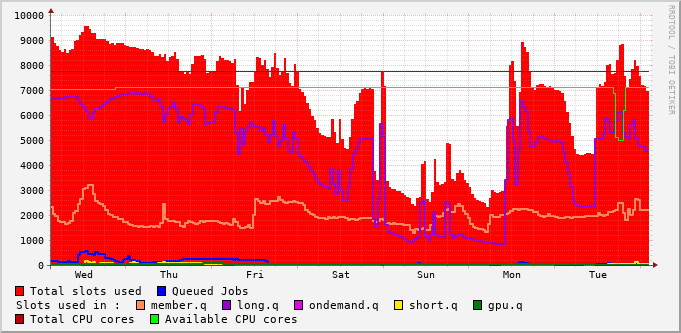 10000
9000
8000
7000
6000
5000
4000
3000
2000
1000
0
Wed Thu Fri Sat Sun Mon Tue
RRDTOOL / TOBI OETIKER
Total slots used Queued Jobs
Slots used in : member.q long.q ondemand.q short.q gpu.q
Total CPU cores Available CPU cores